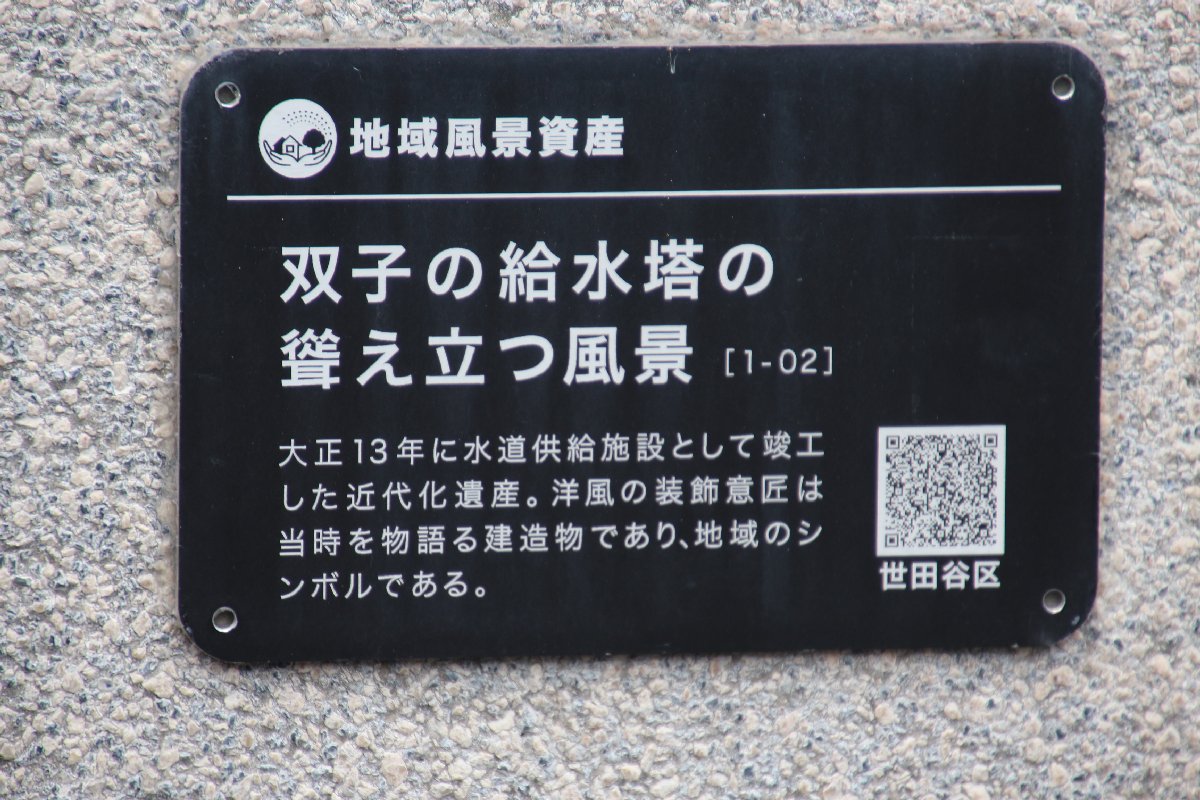 地域風景資産
双子の給水塔の
聳え立つ風景 [1-02]
大正13年に水道供給施設として竣工
した近代化遺産。洋風の装飾意匠は
当時を物語る建造物であり、地域のシ
ンボルである。
世田谷区